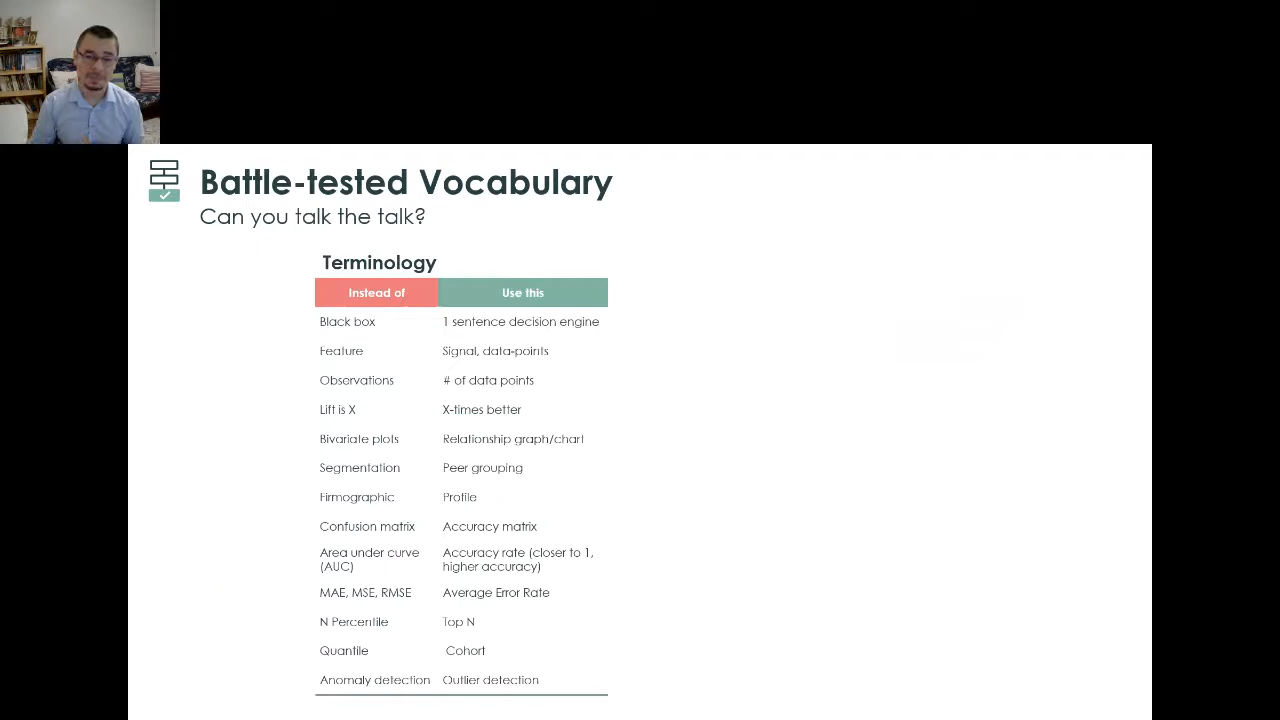 Battle-tested Vocabulary
Can you talk the talk?
Terminology
Instead of Use this
Black box 1 sentence decision engine
Feature Signal, data-points
Observations # of data points
Lift is X X-times better
Bivariate plots Relationship graph/chart
Segmentation Peer grouping
Firmographic Profile
Confusion matrix Accuracy matrix
Area under curve (AUC) Accuracy rate (closer to 1, higher accuracy)
MAE, MSE, RMSE Average Error Rate
N Percentile Top N
Quantile Cohort
Anomaly detection Outlier detection